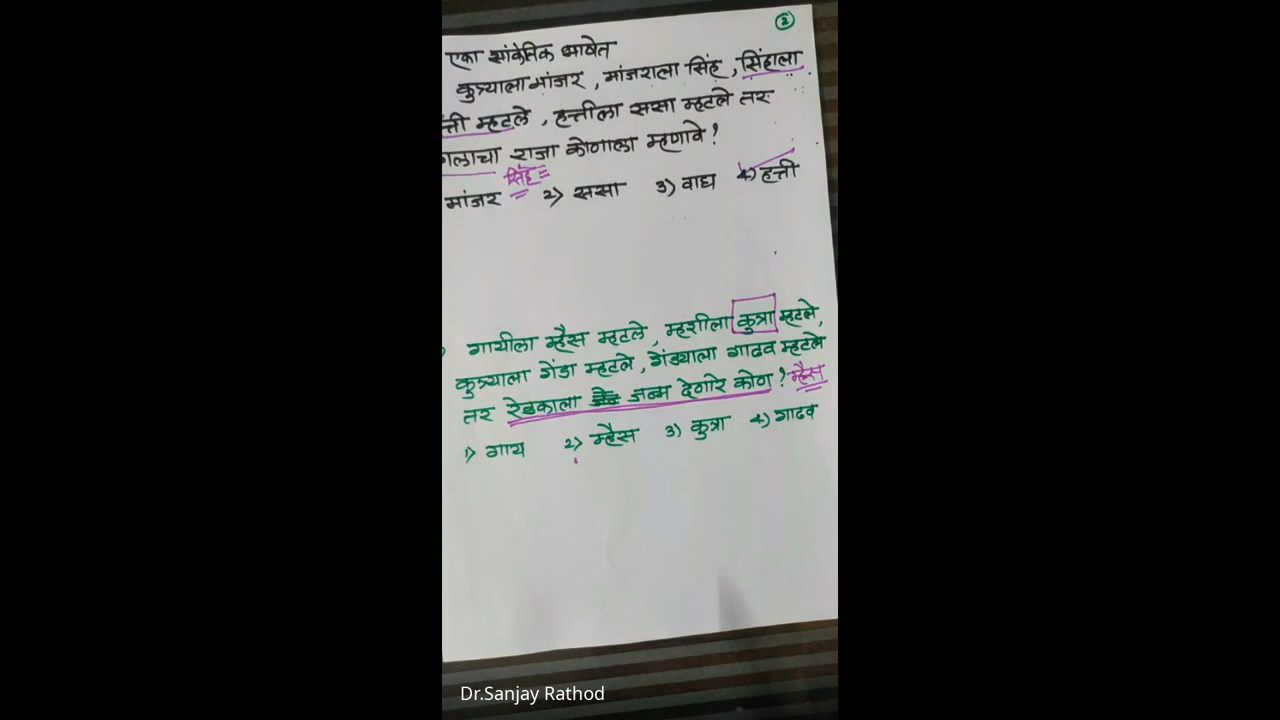 2
एका सांकेतिक भाषेत
कुत्र्याला मांजर, मांजराला सिंह, सिंहाला
त्ती म्हटले, हत्तीला ससा म्हटले तर
गलाचा राजा कोणाला म्हणावे?
सिंह =
मांजर 2) ससा 3) वाघ 4) हत्ती
गायीला म्हैस म्हटले, म्हशीला कुत्रा म्हटले,
कुत्र्याला गेंडा म्हटले, गेंड्याला गाढव म्हटले
तर रेडकाला जन्म देणारे कोण? म्हैस
1) गाय 2) म्हैस 3) कुत्रा 4) गाढव
Dr.Sanjay Rathod